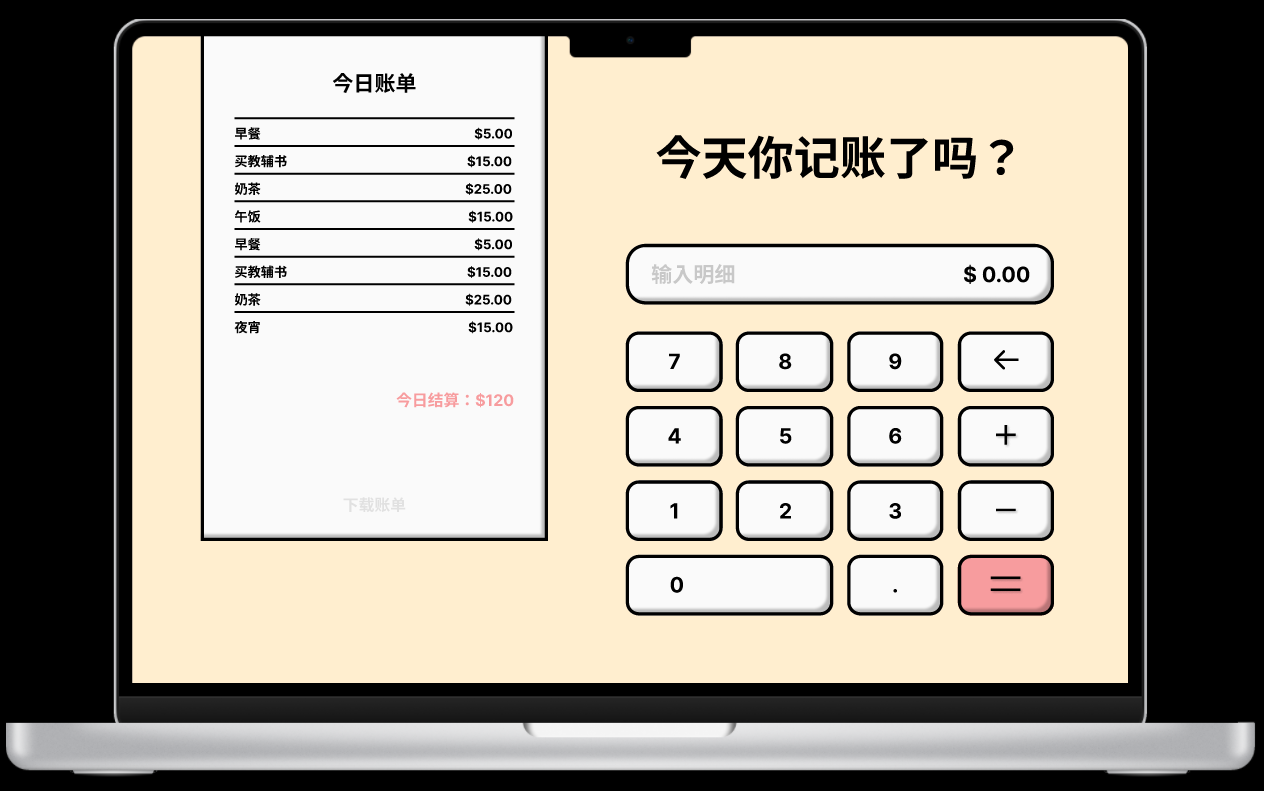 今日账单
早餐 $5.00
买教辅书 $15.00
奶茶 $25.00
午饭 $15.00
早餐 $5.00
买教辅书 $15.00
奶茶 $25.00
夜宵 $15.00
今日结算：$120
下载账单
今天你记账了吗？
输入明细 $ 0.00
7 8 9 ←
4 5 6 +
1 2 3 −
0 . =